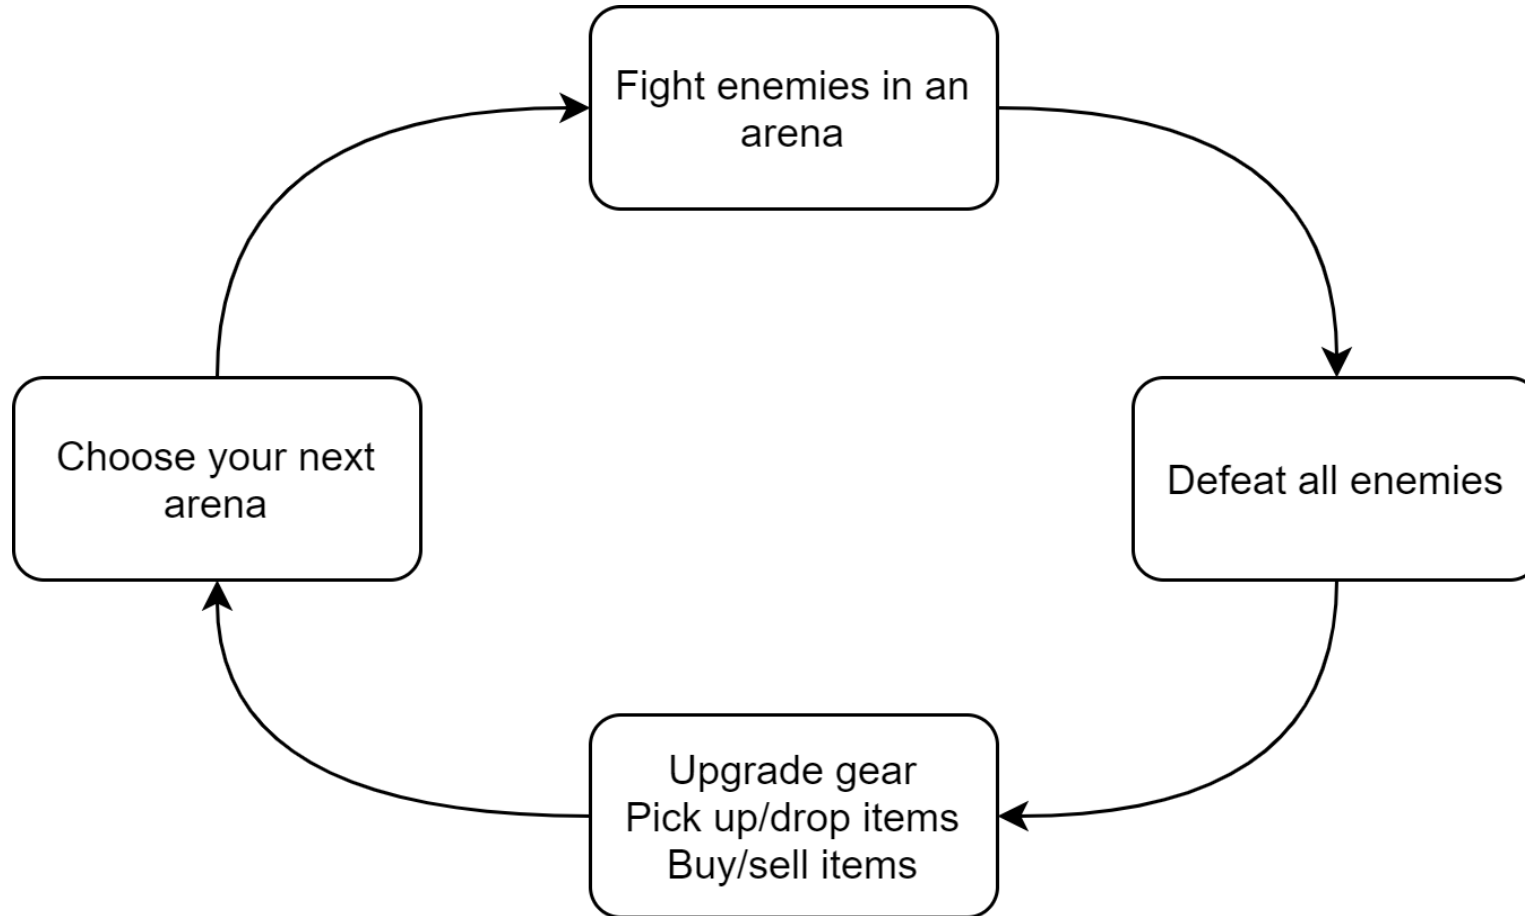 Fight enemies in an
arena
Choose your next
arena
Defeat all enemies
Upgrade gear
Pick up/drop items
Buy/sell items